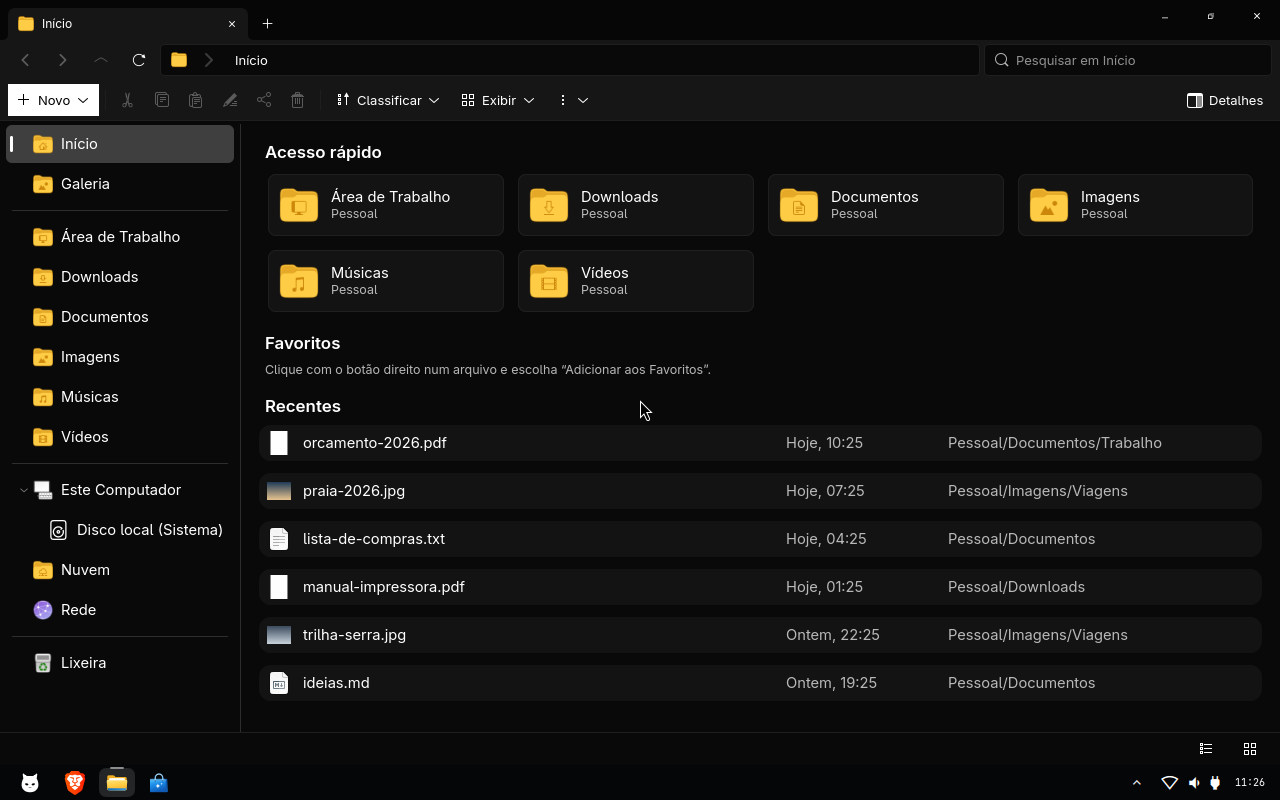 Início
Início
Pesquisar em Início
Novo
Classificar
Exibir
Detalhes
Início
Galeria
Área de Trabalho
Downloads
Documentos
Imagens
Músicas
Vídeos
Este Computador
Disco local (Sistema)
Nuvem
Rede
Lixeira
Acesso rápido
Área de Trabalho
Pessoal
Downloads
Pessoal
Documentos
Pessoal
Imagens
Pessoal
Músicas
Pessoal
Vídeos
Pessoal
Favoritos
Clique com o botão direito num arquivo e escolha “Adicionar aos Favoritos”.
Recentes
orcamento-2026.pdf Hoje, 10:25 Pessoal/Documentos/Trabalho
praia-2026.jpg Hoje, 07:25 Pessoal/Imagens/Viagens
lista-de-compras.txt Hoje, 04:25 Pessoal/Documentos
manual-impressora.pdf Hoje, 01:25 Pessoal/Downloads
trilha-serra.jpg Ontem, 22:25 Pessoal/Imagens/Viagens
ideias.md Ontem, 19:25 Pessoal/Documentos
11:26